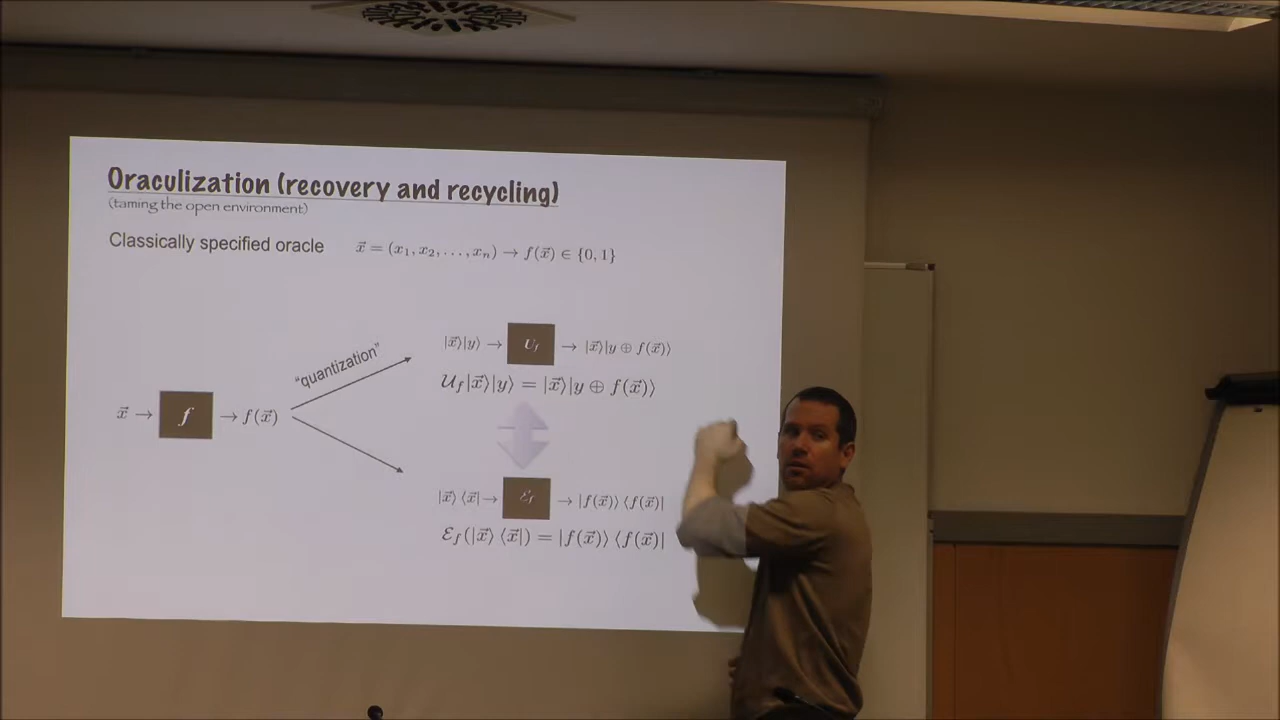 Oraculization (recovery and recycling)
(taming the open environment)
Classically specified oracle x⃗ = (x₁, x₂, . . . , xₙ) → f(x⃗) ∈ {0, 1}
"quantization"
|x⃗⟩|y⟩ → U_f → |x⃗⟩|y ⊕ f(x⃗)⟩
𝒰_f|x⃗⟩|y⟩ = |x⃗⟩|y ⊕ f(x⃗)⟩
x⃗ → f → f(x⃗)
|x⃗⟩ ⟨x⃗| → ℰ_f → |f(x⃗)⟩ ⟨f(x⃗)|
ℰ_f(|x⃗⟩ ⟨x⃗|) = |f(x⃗)⟩ ⟨f(x⃗)|